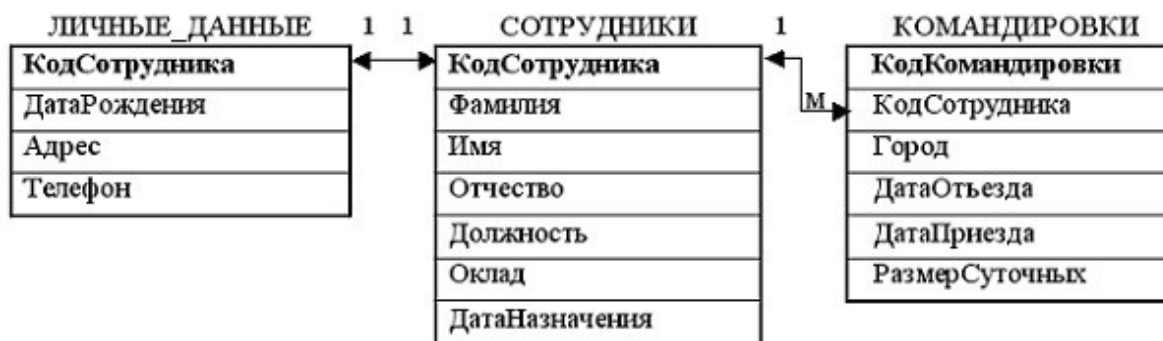 ЛИЧНЫЕ_ДАННЫЕ 1 1 СОТРУДНИКИ 1 КОМАНДИРОВКИ
КодСотрудника КодСотрудника КодКомандировки
ДатаРождения Фамилия М КодСотрудника
Адрес Имя Город
Телефон Отчество ДатаОтъезда
Должность ДатаПриезда
Оклад РазмерСуточных
ДатаНазначения